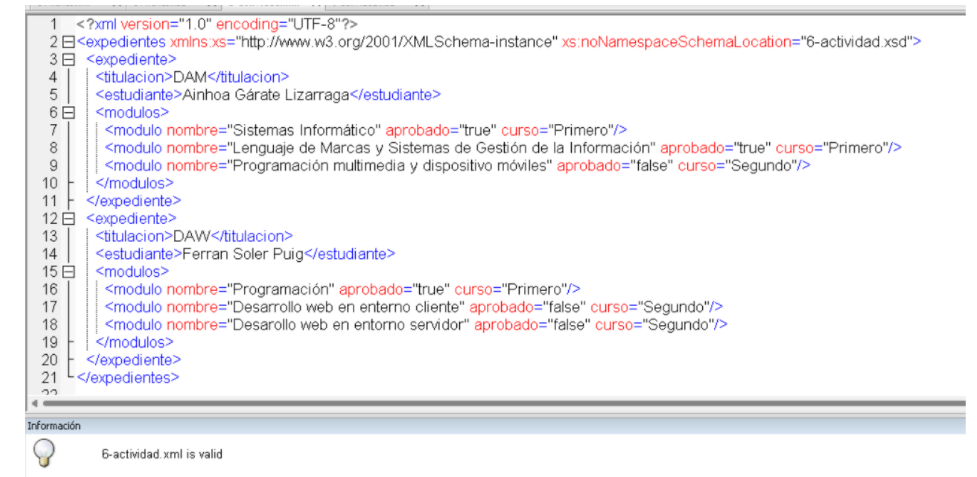 1 <?xml version="1.0" encoding="UTF-8"?>
2 <expedientes xmlns:xs="http://www.w3.org/2001/XMLSchema-instance" xs:noNamespaceSchemaLocation="6-actividad.xsd">
3 <expediente>
4 <titulacion>DAM</titulacion>
5 <estudiante>Ainhoa Gárate Lizarraga</estudiante>
6 <modulos>
7 <modulo nombre="Sistemas Informático" aprobado="true" curso="Primero"/>
8 <modulo nombre="Lenguaje de Marcas y Sistemas de Gestión de la Información" aprobado="true" curso="Primero"/>
9 <modulo nombre="Programación multimedia y dispositivo móviles" aprobado="false" curso="Segundo"/>
10 </modulos>
11 </expediente>
12 <expediente>
13 <titulacion>DAW</titulacion>
14 <estudiante>Ferran Soler Puig</estudiante>
15 <modulos>
16 <modulo nombre="Programación" aprobado="true" curso="Primero"/>
17 <modulo nombre="Desarrollo web en enterno cliente" aprobado="false" curso="Segundo"/>
18 <modulo nombre="Desarollo web en entorno servidor" aprobado="false" curso="Segundo"/>
19 </modulos>
20 </expediente>
21 </expedientes>
22
Información
6-actividad.xml is valid